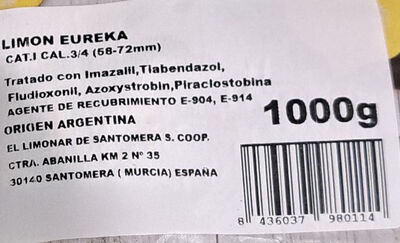 LIMON EUREKA
CAT.I CAL.3/4 (58-72mm)
Tratado con Imazalil,Tiabendazol,
Fludioxonil, Azoxystrobin,Piraclostobina
AGENTE DE RECUBRIMIENTO E-904, E-914
1000g
ORIGEN ARGENTINA
EL LIMONAR DE SANTOMERA S. COOP.
CTRA. ABANILLA KM 2 Nº 35
30140 SANTOMERA ( MURCIA) ESPAÑA
8 436037 980114